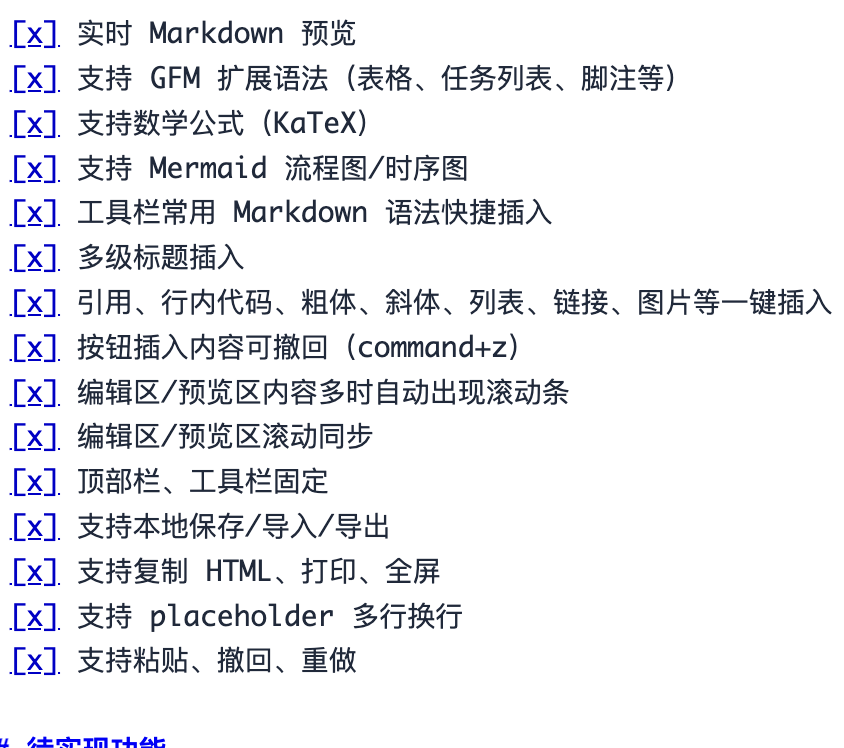 [x] 实时 Markdown 预览
[x] 支持 GFM 扩展语法（表格、任务列表、脚注等）
[x] 支持数学公式（KaTeX）
[x] 支持 Mermaid 流程图/时序图
[x] 工具栏常用 Markdown 语法快捷插入
[x] 多级标题插入
[x] 引用、行内代码、粗体、斜体、列表、链接、图片等一键插入
[x] 按钮插入内容可撤回（command+z）
[x] 编辑区/预览区内容多时自动出现滚动条
[x] 编辑区/预览区滚动同步
[x] 顶部栏、工具栏固定
[x] 支持本地保存/导入/导出
[x] 支持复制 HTML、打印、全屏
[x] 支持 placeholder 多行换行
[x] 支持粘贴、撤回、重做
# 待实现功能